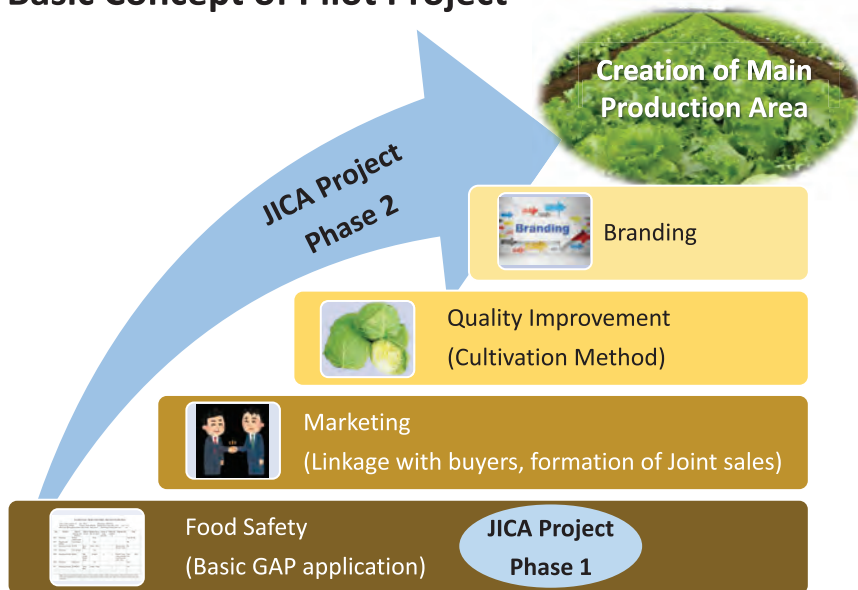 Basic Concept of Pilot Project
Creation of Main
Production Area
JICA Project
Phase 2
Branding
Branding
Quality Improvement
(Cultivation Method)
Marketing
(Linkage with buyers, formation of Joint sales)
Food Safety
(Basic GAP application)
JICA Project
Phase 1